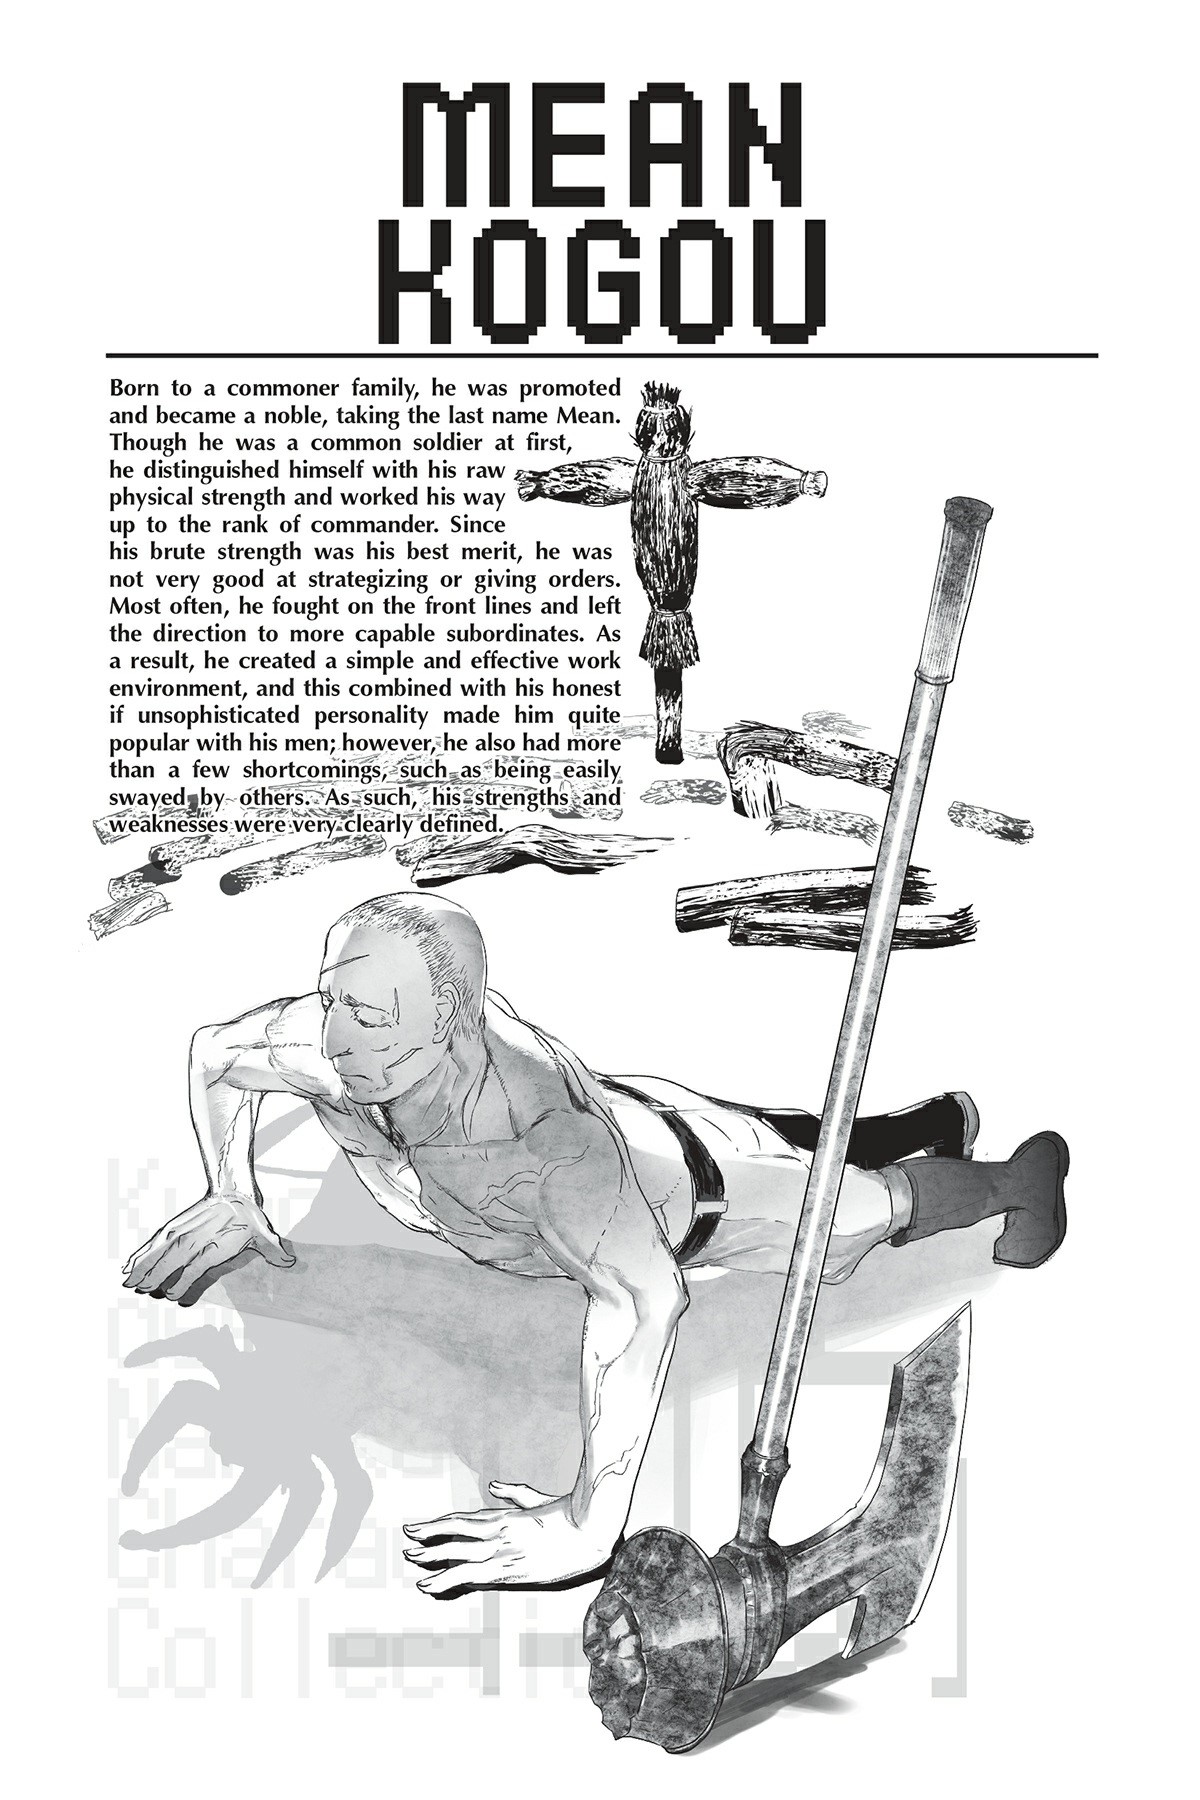 MEAN
KOGOU
Born to a commoner family, he was promoted
and became a noble, taking the last name Mean.
Though he was a common soldier at first,
he distinguished himself with his raw
physical strength and worked his way
up to the rank of commander. Since
his brute strength was his best merit, he was
not very good at strategizing or giving orders.
Most often, he fought on the front lines and left
the direction to more capable subordinates. As
a result, he created a simple and effective work
environment, and this combined with his honest
if unsophisticated personality made him quite
popular with his men; however, he also had more
than a few shortcomings, such as being easily
swayed by others. As such, his strengths and
weaknesses were very clearly defined.